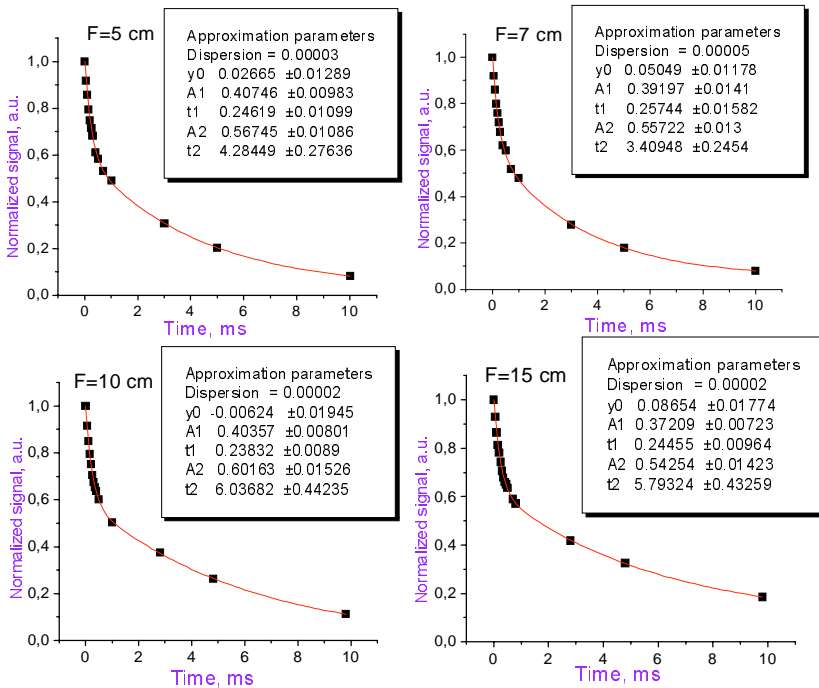 F=5 cm
Approximation parameters
Dispersion = 0.00003
y0 0.02665 ±0.01289
A1 0.40746 ±0.00983
t1 0.24619 ±0.01099
A2 0.56745 ±0.01086
t2 4.28449 ±0.27636
Normalized signal, a.u.
1,0
0,8
0,6
0,4
0,2
0,0
0 2 4 6 8 10
Time, ms
F=7 cm
Approximation parameters
Dispersion = 0.00005
y0 0.05049 ±0.01178
A1 0.39197 ±0.0141
t1 0.25744 ±0.01582
A2 0.55722 ±0.013
t2 3.40948 ±0.2454
Normalized signal, a.u.
1,0
0,8
0,6
0,4
0,2
0,0
0 2 4 6 8 10
Time, ms
F=10 cm
Approximation parameters
Dispersion = 0.00002
y0 -0.00624 ±0.01945
A1 0.40357 ±0.00801
t1 0.23832 ±0.0089
A2 0.60163 ±0.01526
t2 6.03682 ±0.44235
Normalized signal, a.u.
1,0
0,8
0,6
0,4
0,2
0,0
0 2 4 6 8 10
Time, ms
F=15 cm
Approximation parameters
Dispersion = 0.00002
y0 0.08654 ±0.01774
A1 0.37209 ±0.00723
t1 0.24455 ±0.00964
A2 0.54254 ±0.01423
t2 5.79324 ±0.43259
Normalized signal, a.u.
1,0
0,8
0,6
0,4
0,2
0,0
0 2 4 6 8 10
Time, ms